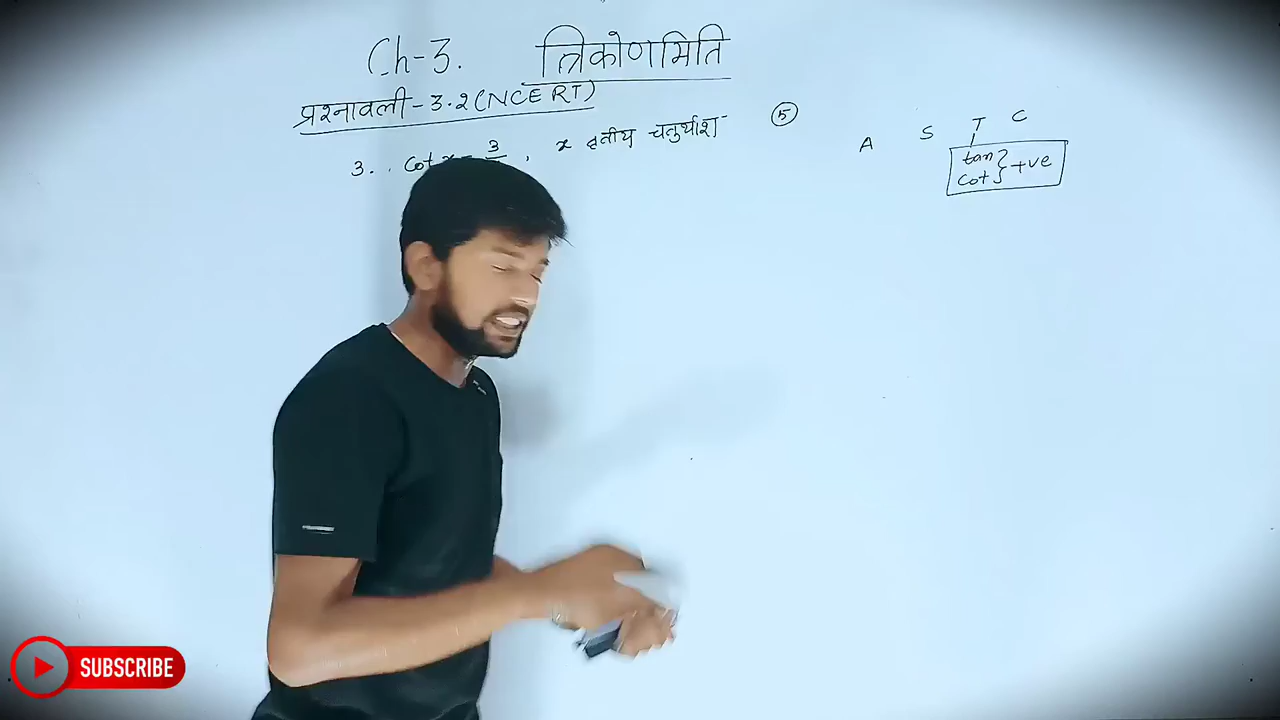 Ch-3. त्रिकोणमिति
प्रश्नावली-3.2(NCERT)
3. cot x = 3 , x तृतीय चतुर्थांश
5
A S T C
tan
cot } +ve
SUBSCRIBE